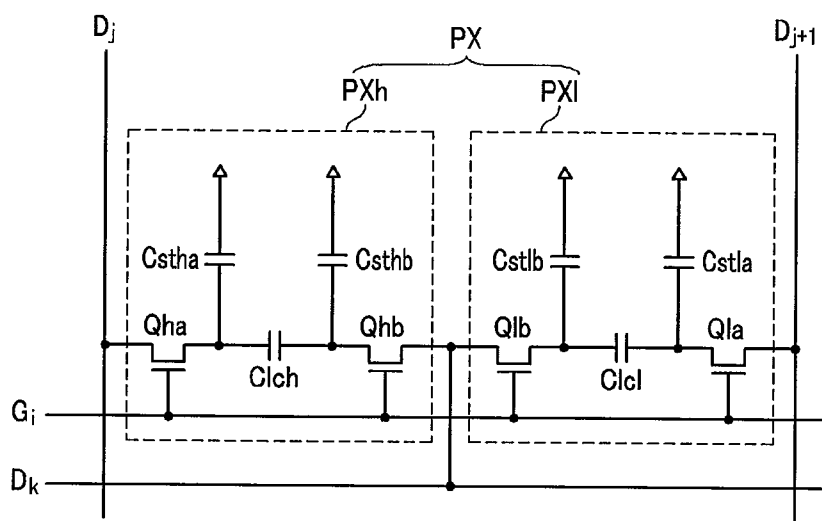 Dj PX Dj+1
PXh PXl
Cstha Csthb Cstlb Cstla
Qha Qhb Qlb Qla
Clch Clcl
Gi
Dk